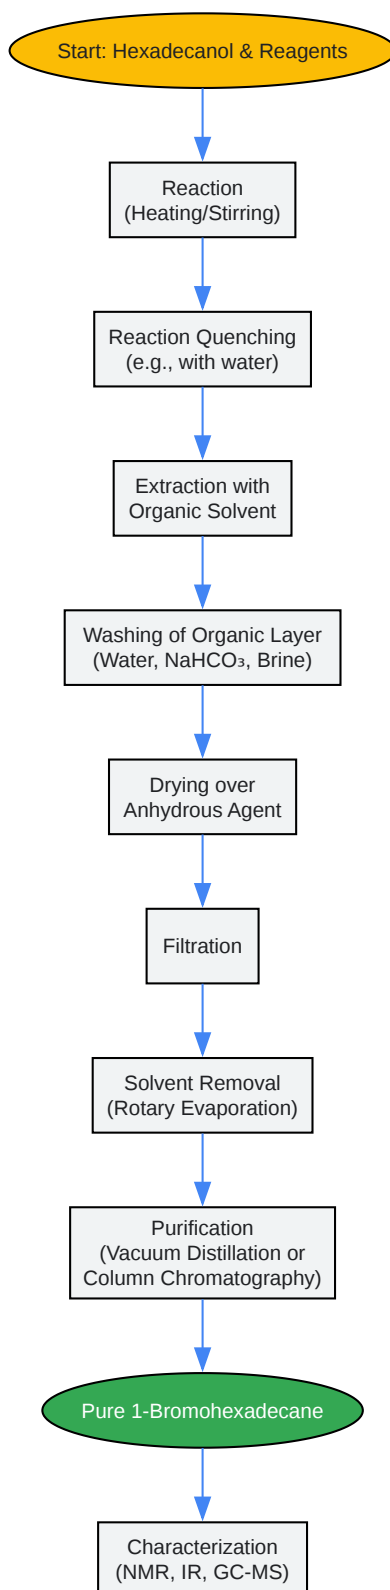 Start: Hexadecanol & Reagents
Reaction
(Heating/Stirring)
Reaction Quenching
(e.g., with water)
Extraction with
Organic Solvent
Washing of Organic Layer
(Water, NaHCO₃, Brine)
Drying over
Anhydrous Agent
Filtration
Solvent Removal
(Rotary Evaporation)
Purification
(Vacuum Distillation or
Column Chromatography)
Pure 1-Bromohexadecane
Characterization
(NMR, IR, GC-MS)